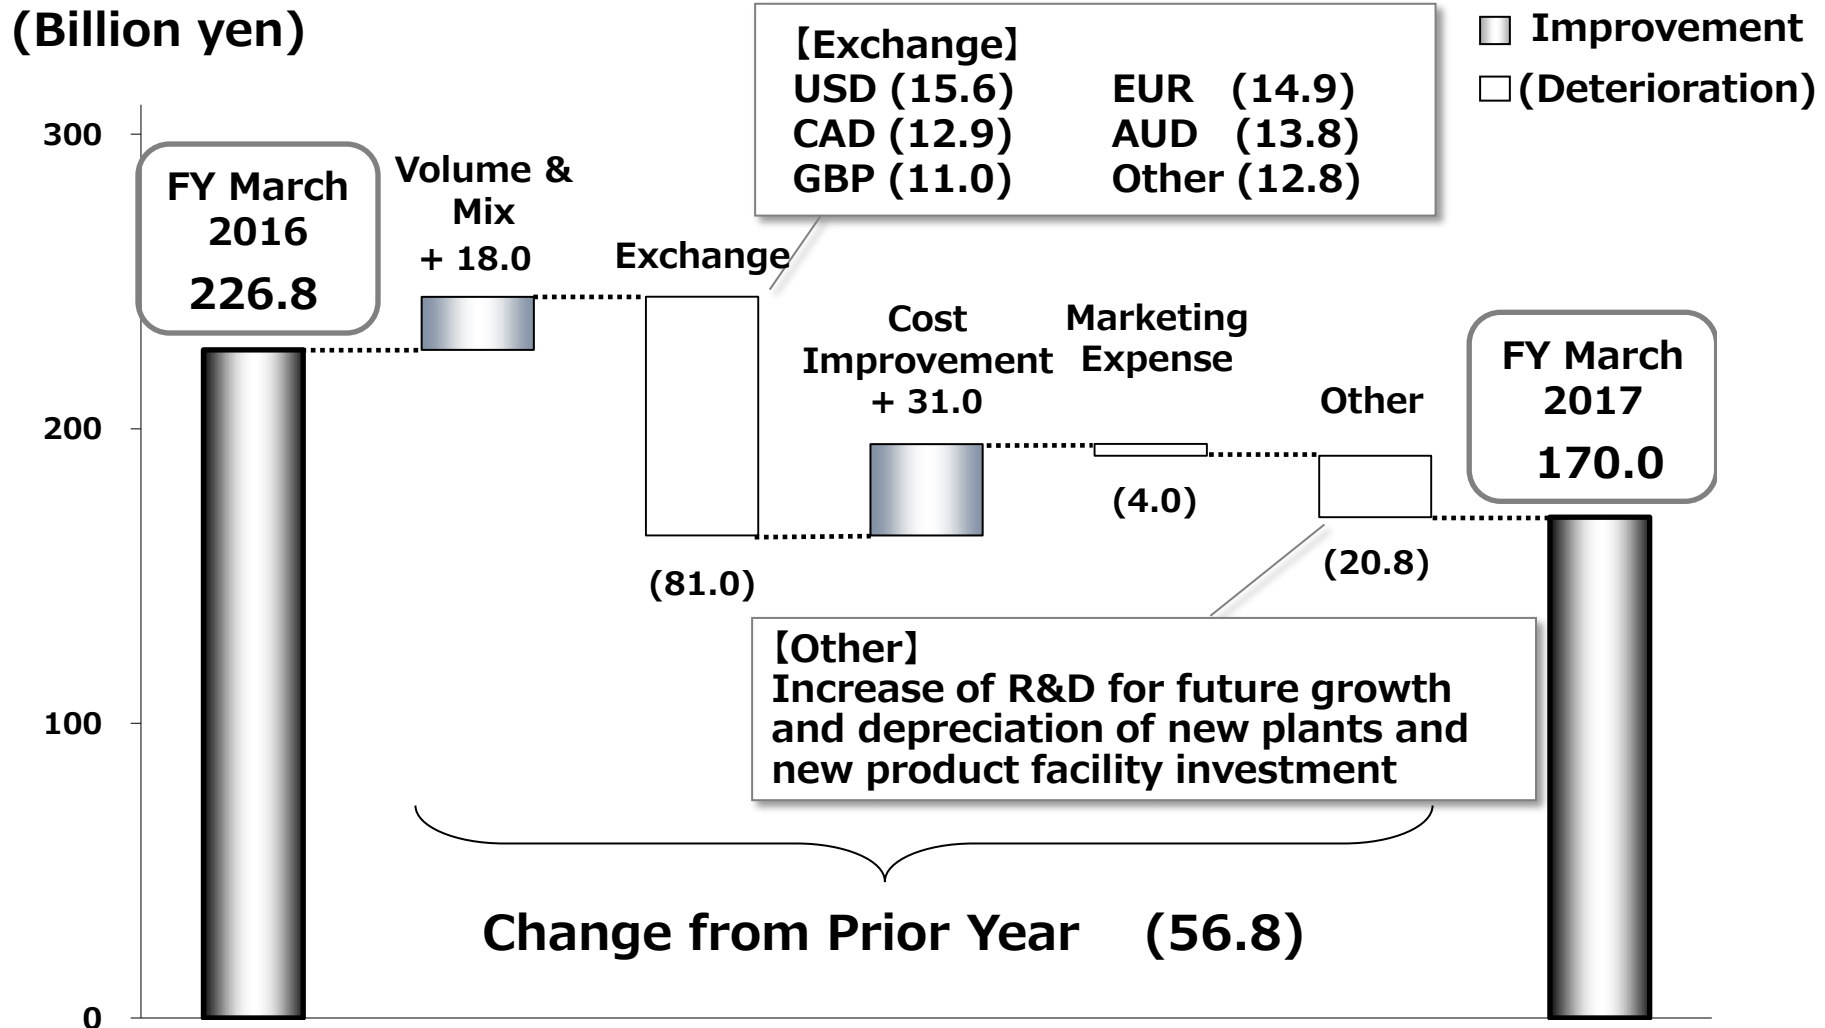 (Billion yen)
Improvement
(Deterioration)
【Exchange】
USD (15.6) EUR (14.9)
CAD (12.9) AUD (13.8)
GBP (11.0) Other (12.8)
300
200
100
0
FY March
2016
226.8
Volume &
Mix
+ 18.0
Exchange
(81.0)
Cost
Improvement
+ 31.0
Marketing
Expense
(4.0)
Other
(20.8)
FY March
2017
170.0
【Other】
Increase of R&D for future growth
and depreciation of new plants and
new product facility investment
Change from Prior Year (56.8)